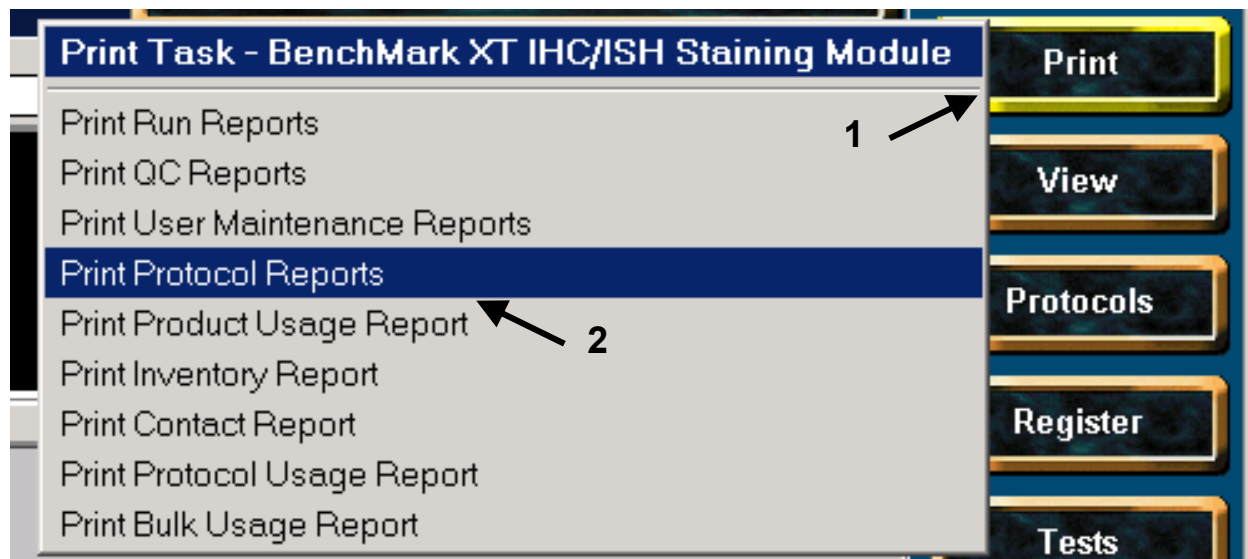 Print Task - BenchMark XT IHC/ISH Staining Module
Print Run Reports
Print QC Reports
Print User Maintenance Reports
Print Protocol Reports
Print Product Usage Report
Print Inventory Report
Print Contact Report
Print Protocol Usage Report
Print Bulk Usage Report
1
2
Print
View
Protocols
Register
Tests